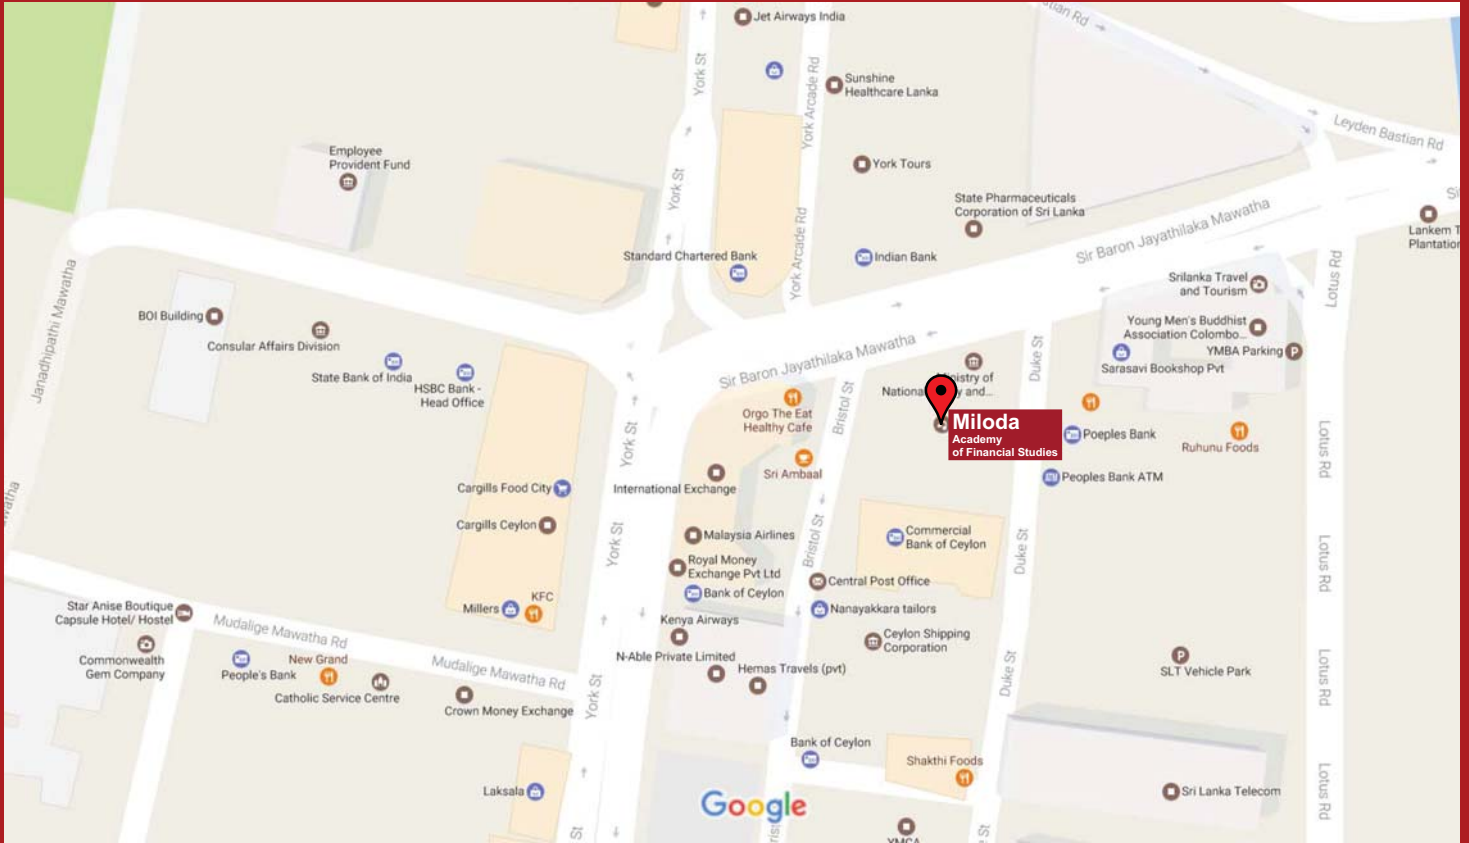 Jet Airways India
York St
York Arcade Rd
Sunshine
Healthcare Lanka
Leyden Bastian Rd
Employee
Provident Fund
York Tours
York St
State Pharmaceuticals
Corporation of Sri Lanka
York Arcade Rd
Sir Baron Jayathilaka Mawatha
Lankem
Standard Chartered Bank
Indian Bank
Lotus Rd
Srilanka Travel
and Tourism
Janadhipathi Mawatha
BOI Building
Young Men's Buddhist
Association Colombo...
Consular Affairs Division
Sir Baron Jayathilaka Mawatha
Duke St
YMBA Parking
State Bank of India
Sarasavi Bookshop Pvt
HSBC Bank -
Head Office
Ministry of
and...
Bristol St
Orgo The Eat
Healthy Cafe
Miloda
Academy
of Financial Studies
Poeples Bank
Ruhunu Foods
York St
Lotus Rd
Sri Ambaal
Peoples Bank ATM
Cargills Food City
International Exchange
Cargills Ceylon
York St
Malaysia Airlines
Bristol St
Commercial
Bank of Ceylon
Duke St
Lotus Rd
Royal Money
Exchange Pvt Ltd
Central Post Office
Bank of Ceylon
KFC
Millers
Nanayakkara tailors
Star Anise Boutique
Capsule Hotel/ Hostel
Kenya Airways
Mudalige Mawatha Rd
Ceylon Shipping
Corporation
N-Able Private Limited
Hemas Travels (pvt)
Commonwealth
Gem Company
New Grand
People's Bank
Mudalige Mawatha Rd
Duke St
SLT Vehicle Park
Lotus Rd
Catholic Service Centre
Crown Money Exchange
York St
Bank of Ceylon
Shakthi Foods
Laksala
Google
Sri Lanka Telecom
Lotus Rd
St
St
YMCA